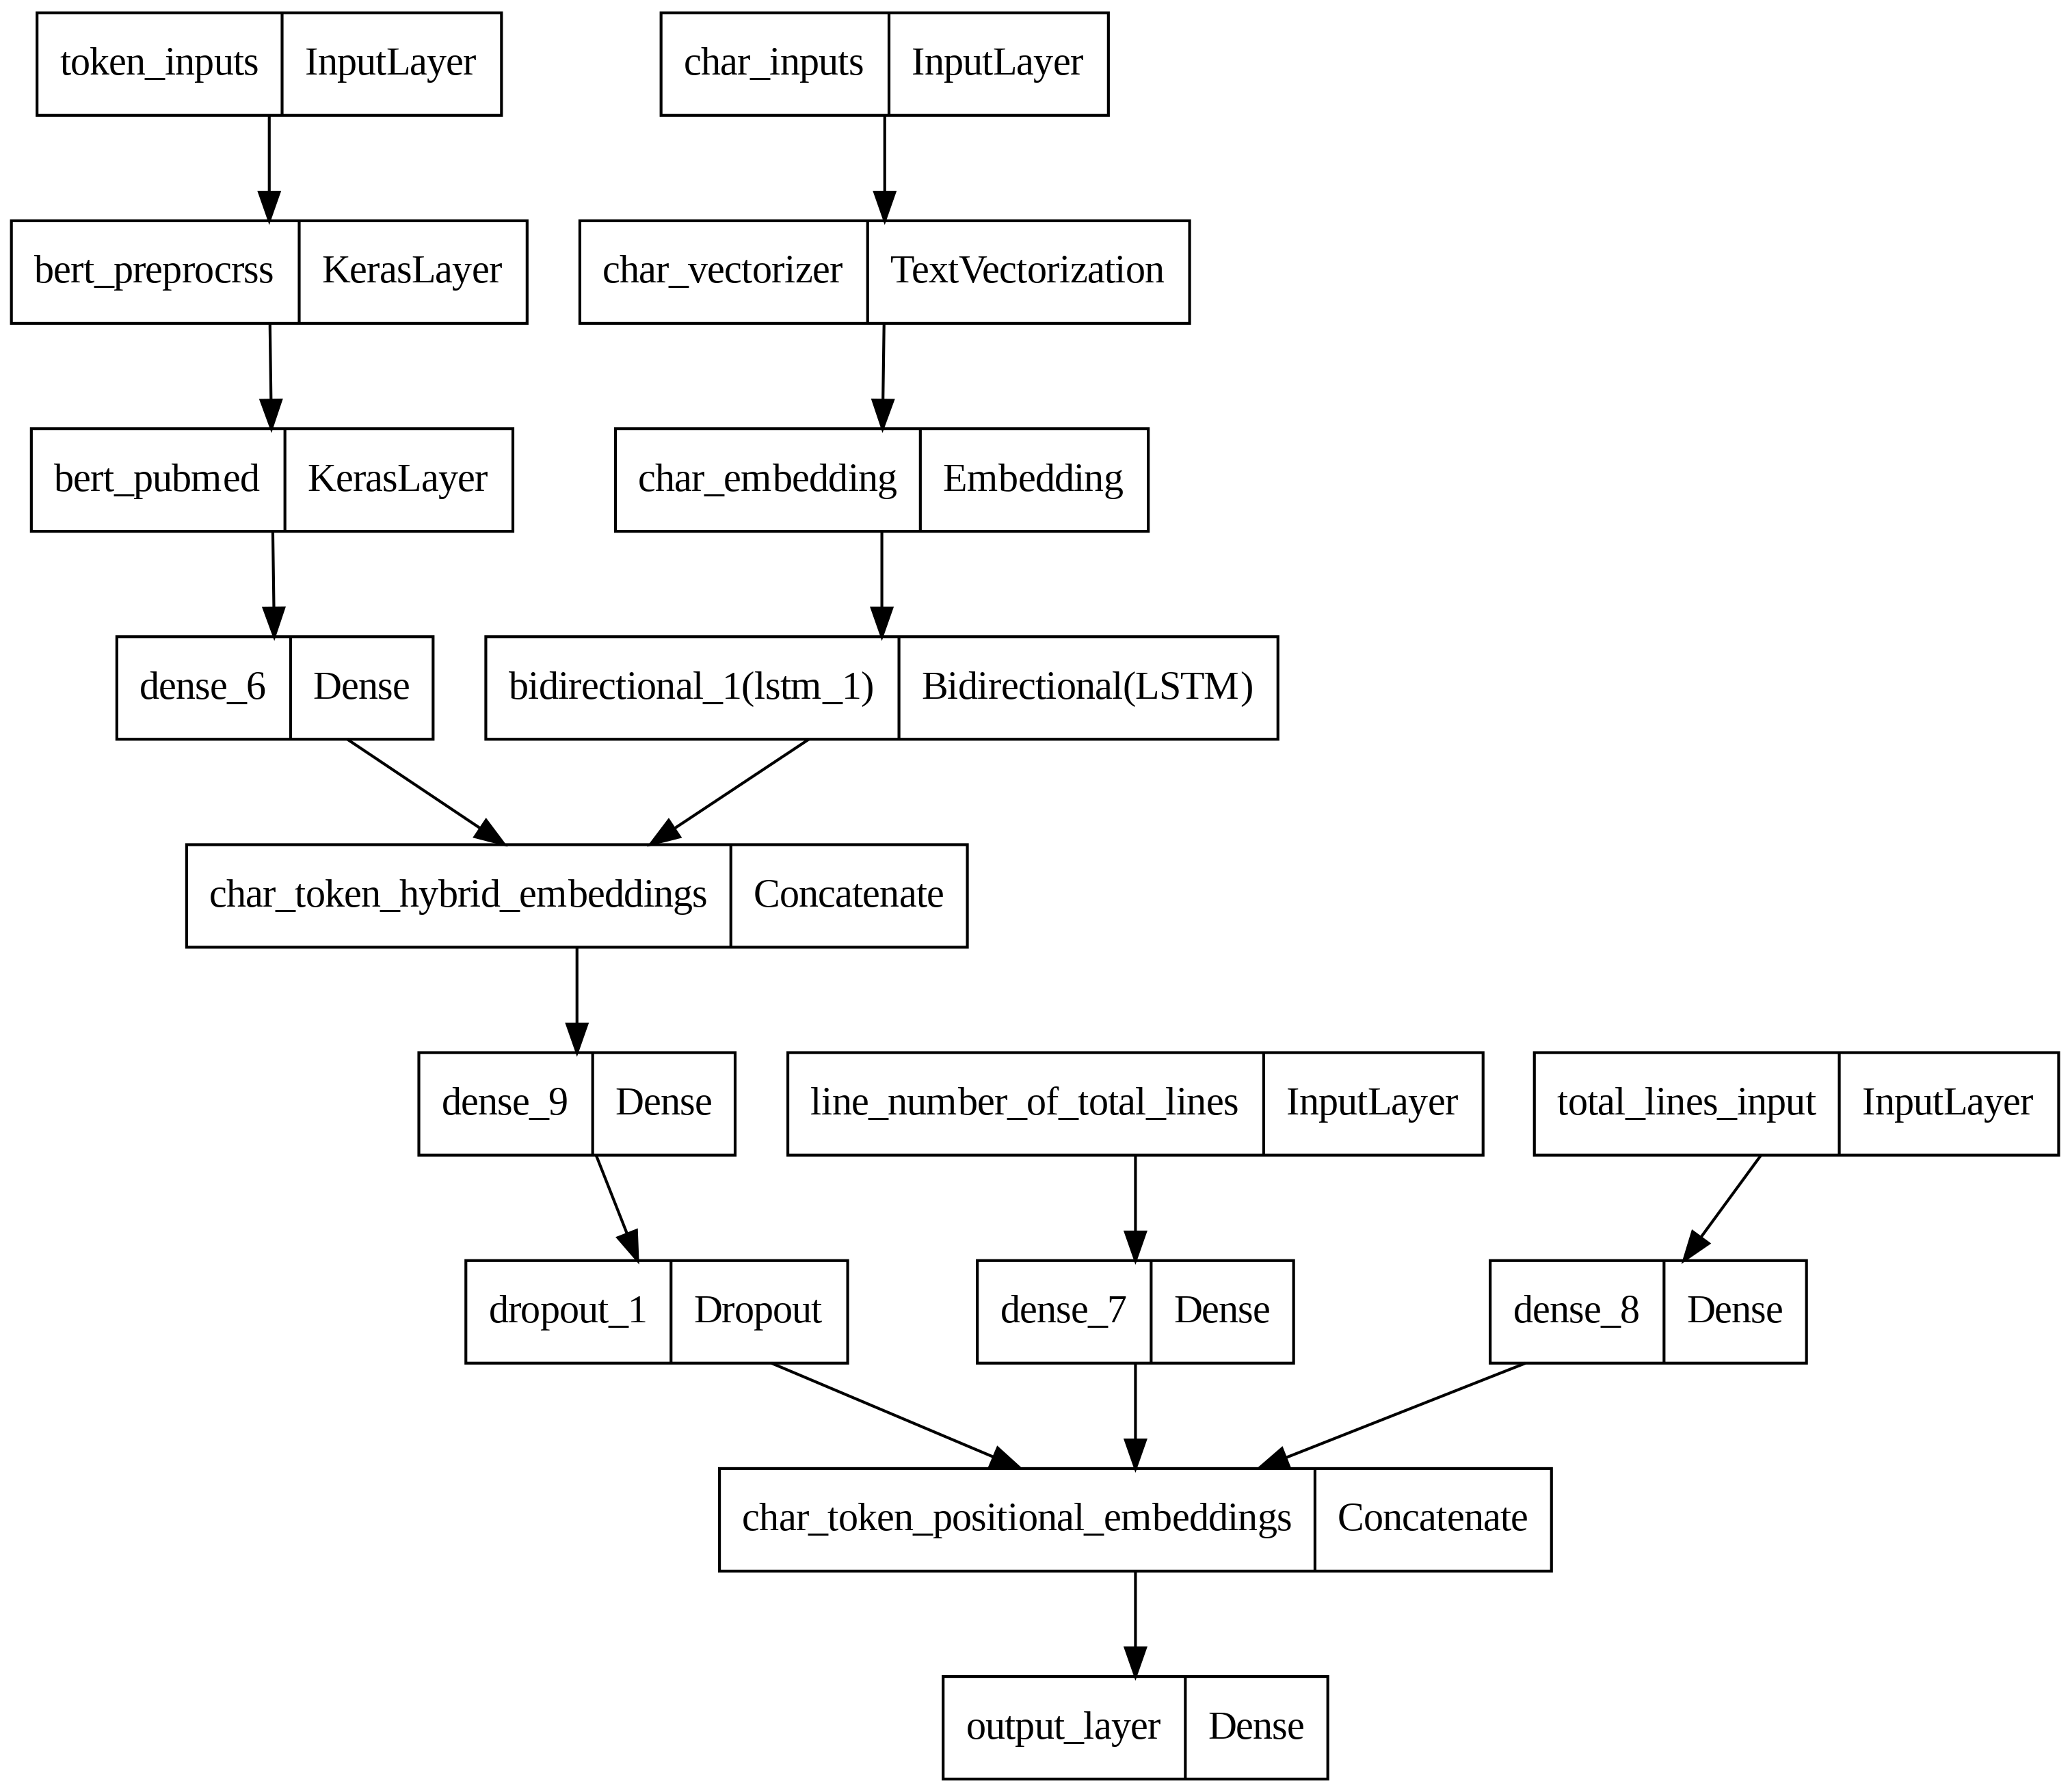 token_inputs InputLayer
char_inputs InputLayer
bert_preprocrss KerasLayer
char_vectorizer TextVectorization
bert_pubmed KerasLayer
char_embedding Embedding
dense_6 Dense
bidirectional_1(lstm_1) Bidirectional(LSTM)
char_token_hybrid_embeddings Concatenate
dense_9 Dense
line_number_of_total_lines InputLayer
total_lines_input InputLayer
dropout_1 Dropout
dense_7 Dense
dense_8 Dense
char_token_positional_embeddings Concatenate
output_layer Dense